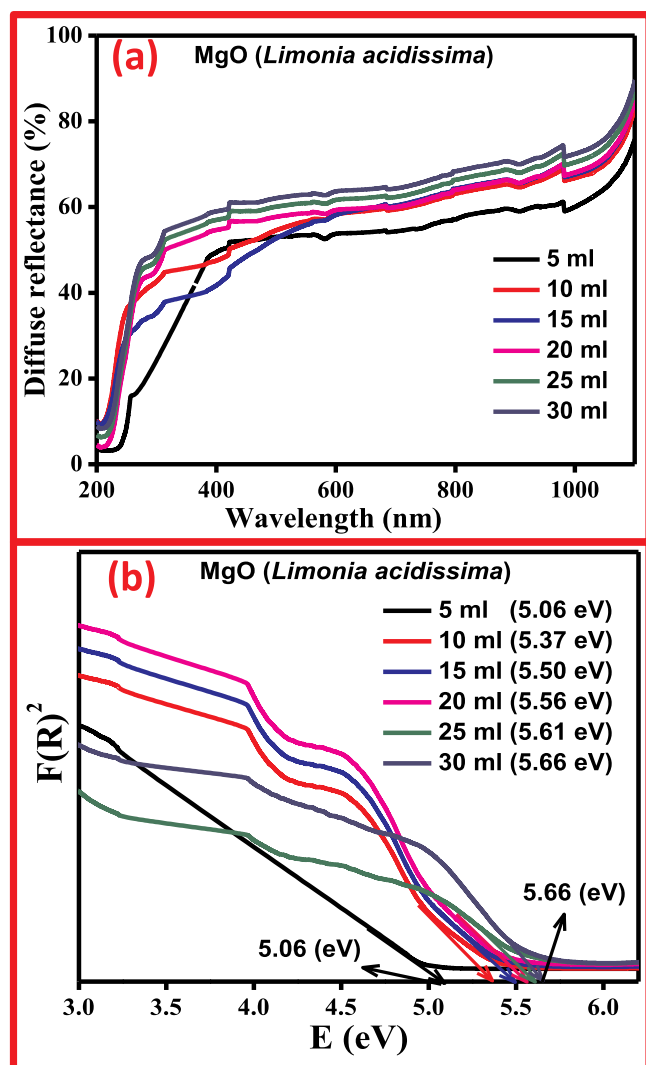 100
(a)
MgO (Limonia acidissima)
80
60
40
20
0
Diffuse reflectance (%)
5 ml
10 ml
15 ml
20 ml
25 ml
30 ml
200 400 600 800 1000
Wavelength (nm)
(b)
MgO (Limonia acidissima)
5 ml (5.06 eV)
10 ml (5.37 eV)
15 ml (5.50 eV)
20 ml (5.56 eV)
25 ml (5.61 eV)
30 ml (5.66 eV)
F(R)²
5.66 (eV)
5.06 (eV)
3.0 3.5 4.0 4.5 5.0 5.5 6.0
E (eV)